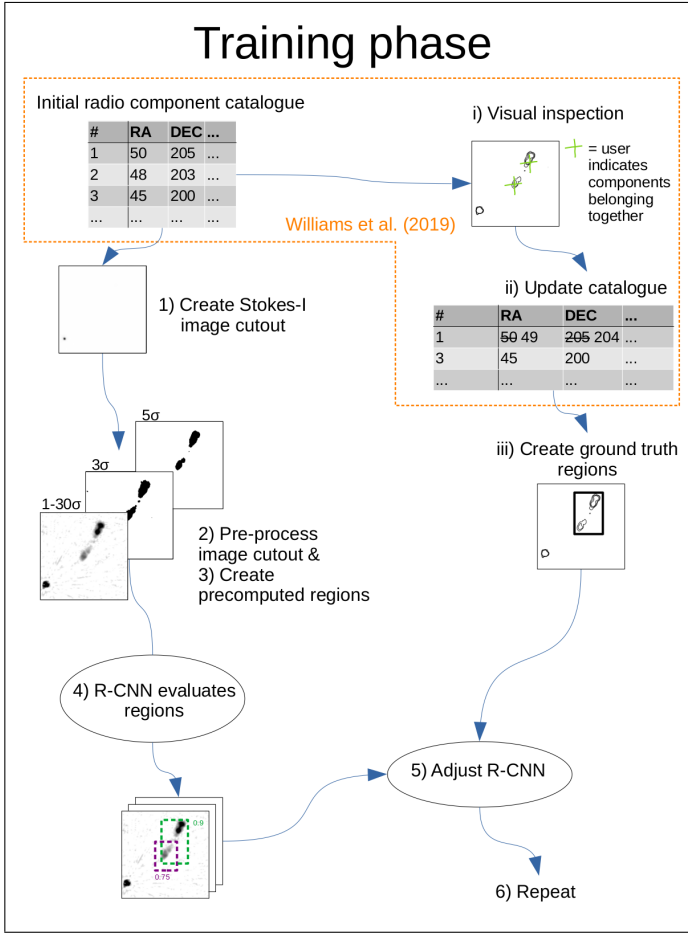 Training phase
Initial radio component catalogue
# RA DEC ...
1 50 205 ...
2 48 203 ...
3 45 200 ...
... ... ... ...
i) Visual inspection
= user
indicates
components
belonging
together
Williams et al. (2019)
1) Create Stokes-I
image cutout
ii) Update catalogue
# RA DEC ...
1 50 49 205 204 ...
3 45 200 ...
... ... ... ...
5σ
3σ
1-30σ
2) Pre-process
image cutout &
3) Create
precomputed regions
iii) Create ground truth
regions
4) R-CNN evaluates
regions
0.9
0.75
5) Adjust R-CNN
6) Repeat